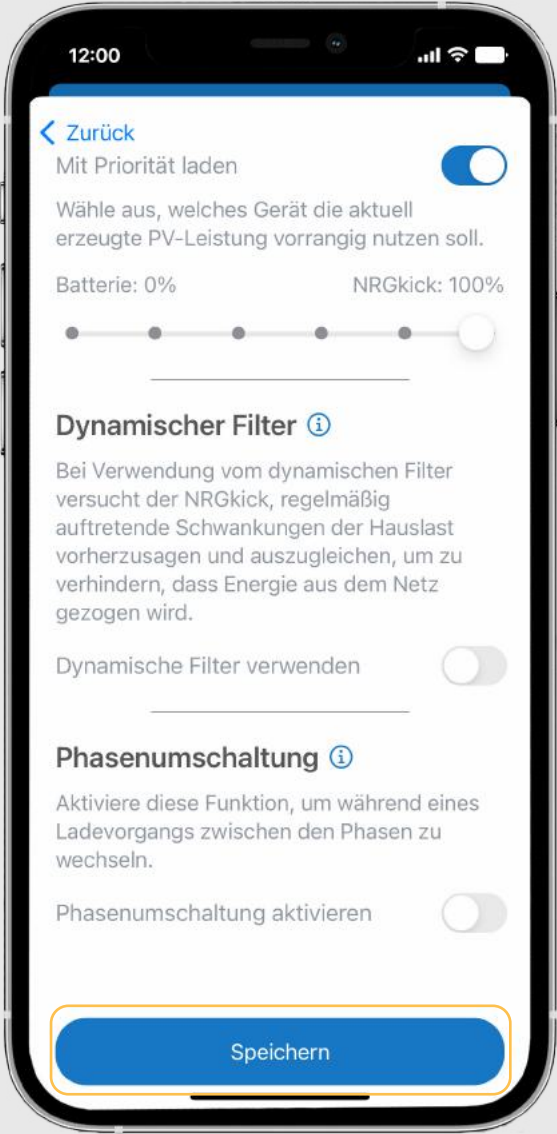 12:00
Zurück
Mit Priorität laden
Wähle aus, welches Gerät die aktuell
erzeugte PV-Leistung vorrangig nutzen soll.
Batterie: 0% NRGkick: 100%
Dynamischer Filter
Bei Verwendung vom dynamischen Filter
versucht der NRGkick, regelmäßig
auftretende Schwankungen der Hauslast
vorherzusagen und auszugleichen, um zu
verhindern, dass Energie aus dem Netz
gezogen wird.
Dynamische Filter verwenden
Phasenumschaltung
Aktiviere diese Funktion, um während eines
Ladevorgangs zwischen den Phasen zu
wechseln.
Phasenumschaltung aktivieren
Speichern